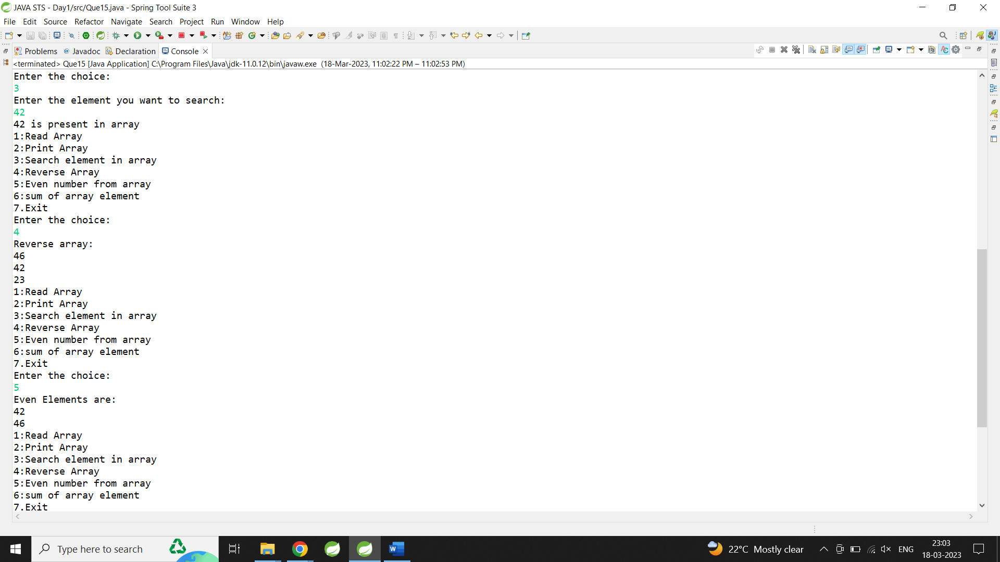 JAVA STS - Day1/src/Que15.java - Spring Tool Suite 3
File Edit Source Refactor Navigate Search Project Run Window Help
Problems Javadoc Declaration Console
<terminated> Que15 [Java Application] C:\Program Files\Java\jdk-11.0.12\bin\javaw.exe (18-Mar-2023, 11:02:22 PM – 11:02:53 PM)
Enter the choice:
3
Enter the element you want to search:
42
42 is present in array
1:Read Array
2:Print Array
3:Search element in array
4:Reverse Array
5:Even number from array
6:sum of array element
7.Exit
Enter the choice:
4
Reverse array:
46
42
23
1:Read Array
2:Print Array
3:Search element in array
4:Reverse Array
5:Even number from array
6:sum of array element
7.Exit
Enter the choice:
5
Even Elements are:
42
46
1:Read Array
2:Print Array
3:Search element in array
4:Reverse Array
5:Even number from array
6:sum of array element
7.Exit
Type here to search
22°C Mostly clear
ENG
23:03
18-03-2023